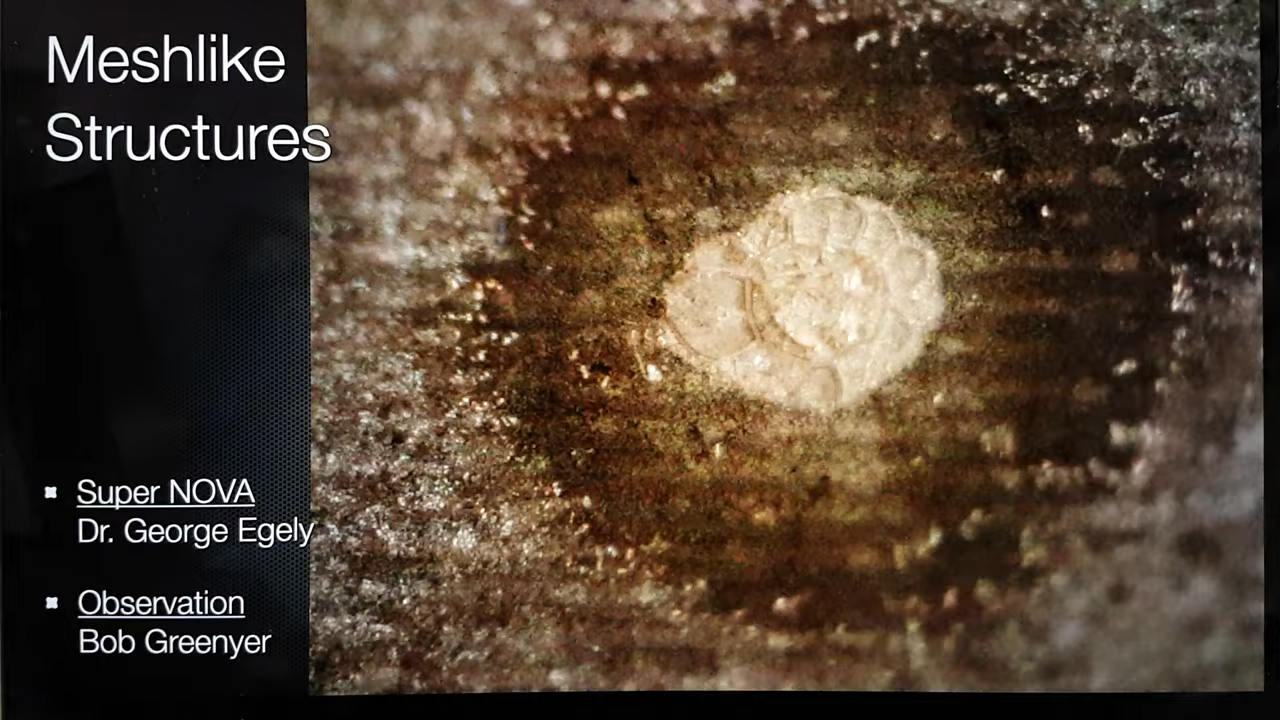 Meshlike
Structures
Super NOVA
Dr. George Egely
Observation
Bob Greenyer